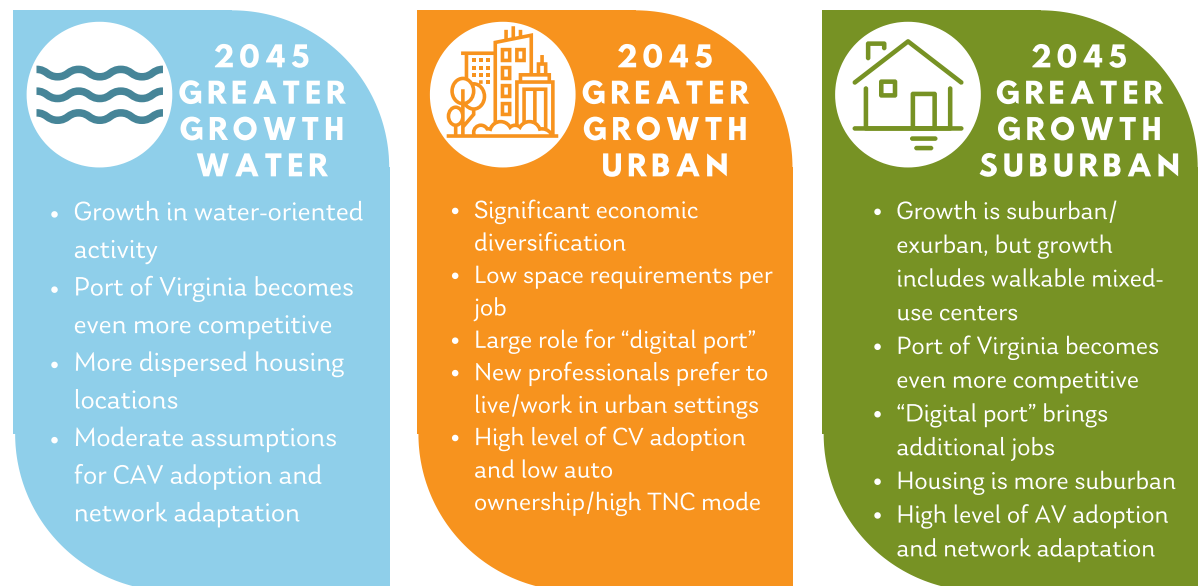 2045
GREATER
GROWTH
WATER
• Growth in water-oriented
activity
• Port of Virginia becomes
even more competitive
• More dispersed housing
locations
• Moderate assumptions
for CAV adoption and
network adaptation
2045
GREATER
GROWTH
URBAN
• Significant economic
diversification
• Low space requirements per
job
• Large role for “digital port”
• New professionals prefer to
live/work in urban settings
• High level of CV adoption
and low auto
ownership/high TNC mode
2045
GREATER
GROWTH
SUBURBAN
• Growth is suburban/
exurban, but growth
includes walkable mixed-
use centers
• Port of Virginia becomes
even more competitive
• “Digital port” brings
additional jobs
• Housing is more suburban
• High level of AV adoption
and network adaptation